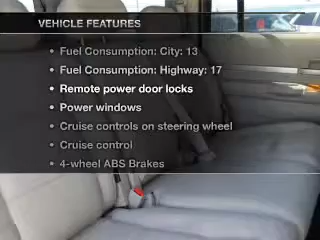 VEHICLE FEATURES
• Fuel Consumption: City: 13
• Fuel Consumption: Highway: 17
• Remote power door locks
• Power windows
• Cruise controls on steering wheel
• Cruise control
• 4-wheel ABS Brakes